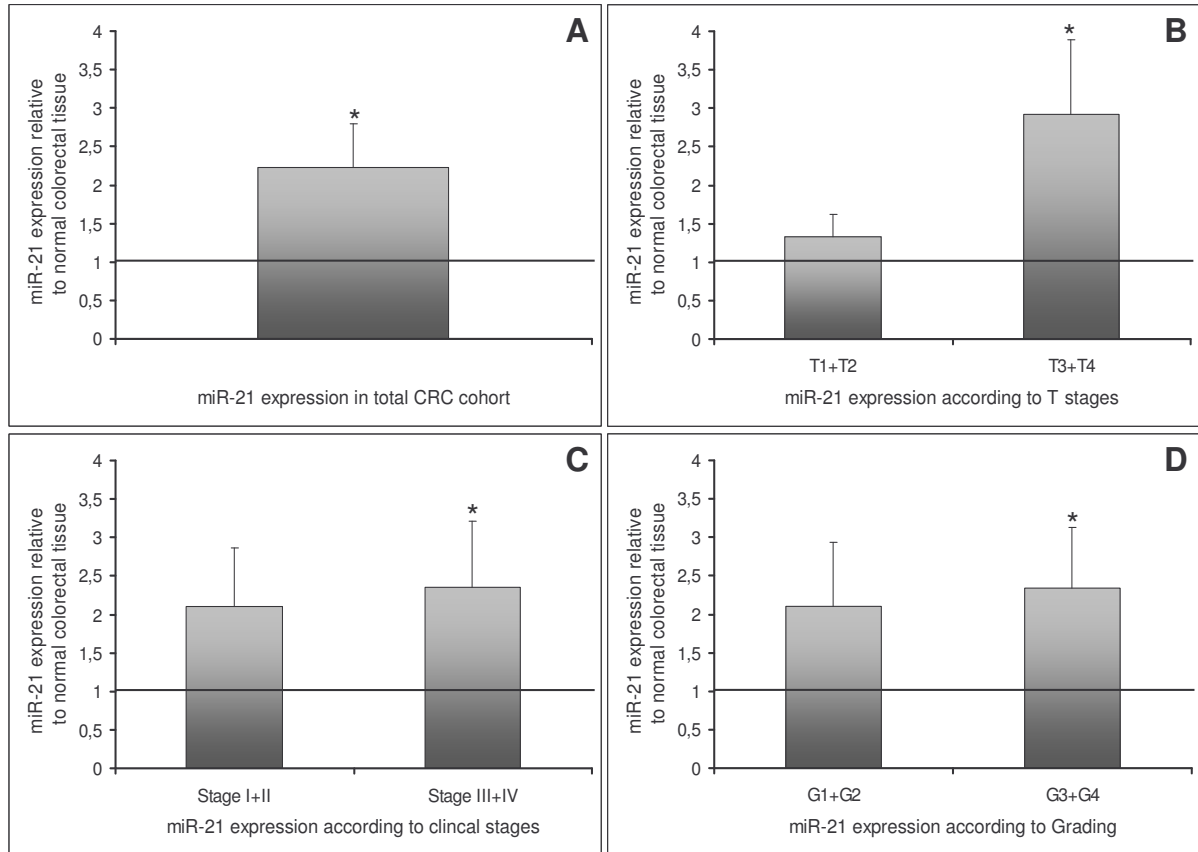 A
miR-21 expression relative
to normal colorectal tissue
4
3,5
3
2,5
2
1,5
1
0,5
0
*
miR-21 expression in total CRC cohort
B
miR-21 expression relative
to normal colorectal tissue
4
3,5
3
2,5
2
1,5
1
0,5
0
*
T1+T2 T3+T4
miR-21 expression according to T stages
C
miR-21 expression relative
to normal colorectal tissue
4
3,5
3
2,5
2
1,5
1
0,5
0
*
Stage I+II Stage III+IV
miR-21 expression according to clincal stages
D
miR-21 expression relative
to normal colorectal tissue
4
3,5
3
2,5
2
1,5
1
0,5
0
*
G1+G2 G3+G4
miR-21 expression according to Grading